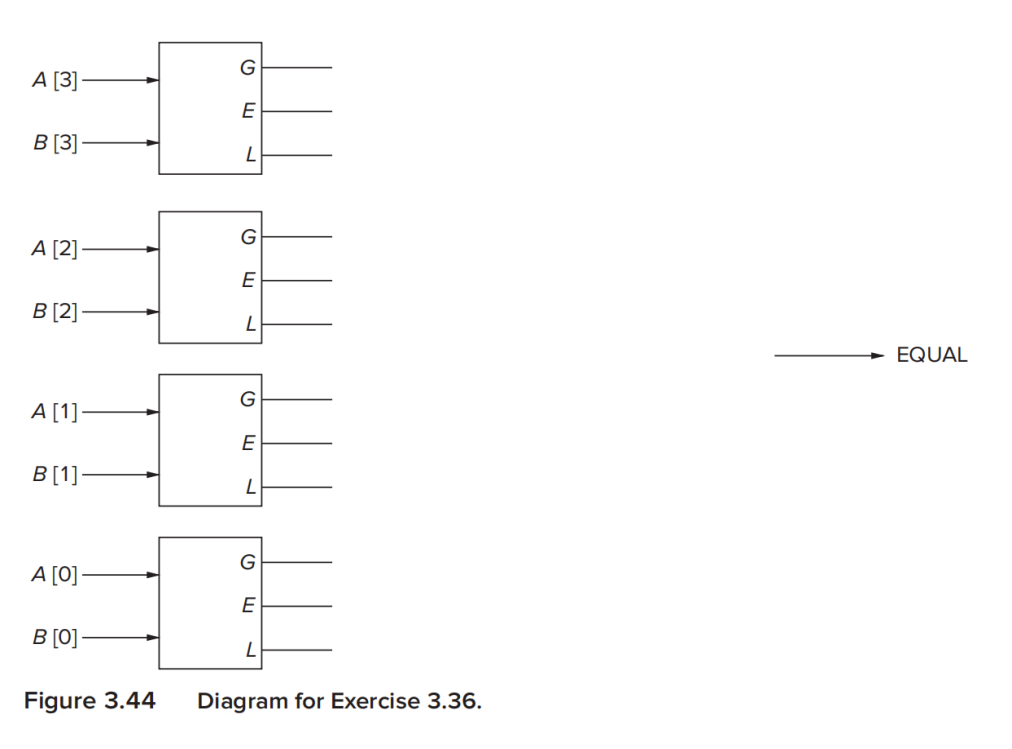 A [3]
G
E
B [3]
L
A [2]
G
E
B [2]
L
EQUAL
A [1]
G
E
B [1]
L
A [0]
G
E
B [0]
L
Figure 3.44 Diagram for Exercise 3.36.